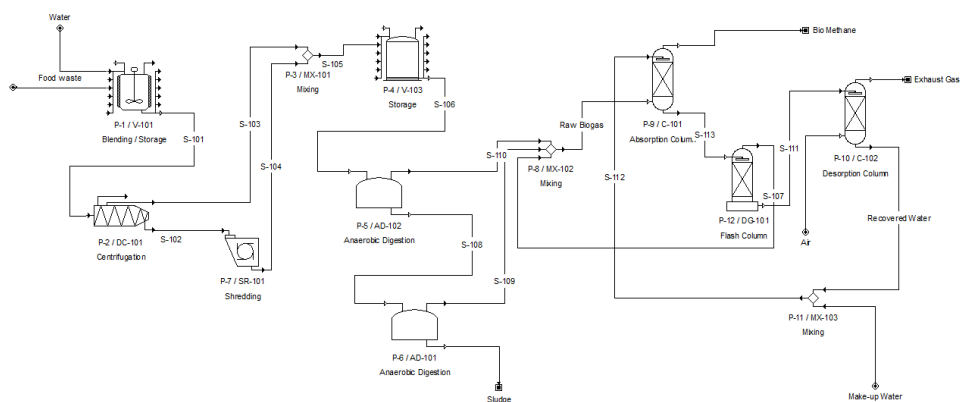 Water
Food waste
P-1 / V-101
Blending / Storage
S-101
S-103
S-104
P-2 / DC-101
Centrifugation
S-102
P-7 / SR-101
Shredding
P-3 / MX-101
Mixing
S-105
P-4 / V-103
Storage
S-106
S-110
P-5 / AD-102
Anaerobic Digestion
S-108
S-109
P-6 / AD-101
Anaerobic Digestion
Sludge
P-8 / MX-102
Mixing
Raw Biogas
S-112
P-9 / C-101
Absorption Colum..
S-113
Bio Methane
P-12 / DG-101
Flash Column
S-107
S-111
Exhaust Gas
P-10 / C-102
Desorption Column
Air
Recovered Water
P-11 / MX-103
Mixing
Make-up Water